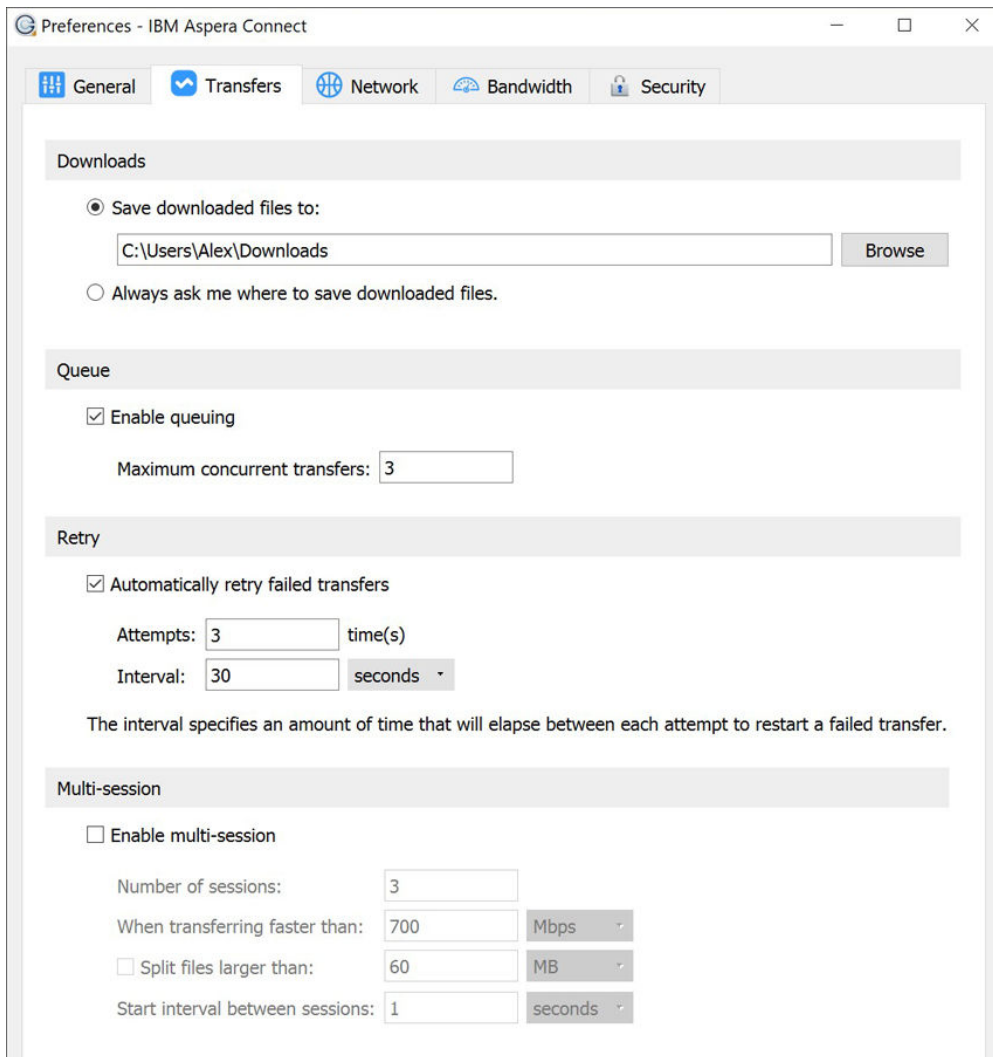 Preferences - IBM Aspera Connect
General Transfers Network Bandwidth Security
Downloads
Save downloaded files to:
C:\Users\Alex\Downloads Browse
Always ask me where to save downloaded files.
Queue
Enable queuing
Maximum concurrent transfers: 3
Retry
Automatically retry failed transfers
Attempts: 3 time(s)
Interval: 30 seconds
The interval specifies an amount of time that will elapse between each attempt to restart a failed transfer.
Multi-session
Enable multi-session
Number of sessions: 3
When transferring faster than: 700 Mbps
Split files larger than: 60 MB
Start interval between sessions: 1 seconds